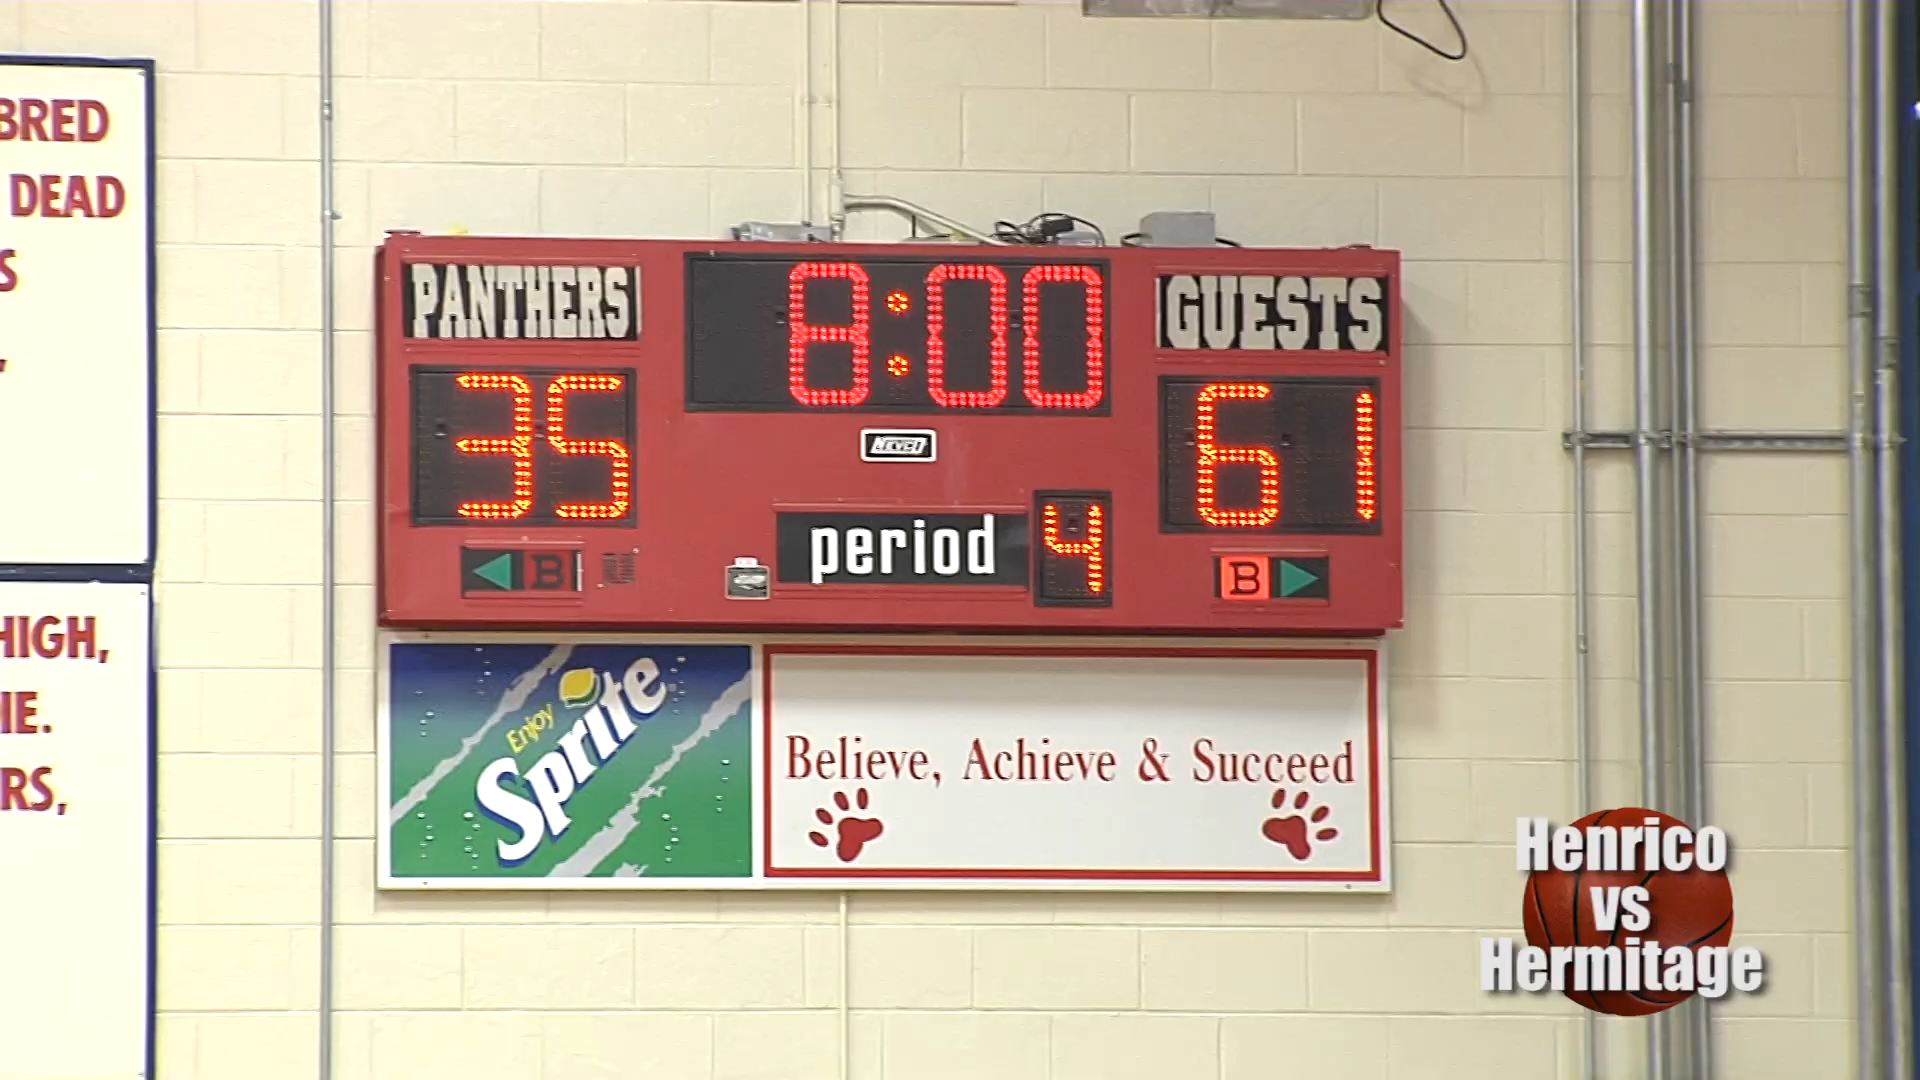 BRED
DEAD
S
,
HIGH,
IE.
RS,
PANTHERS
8:00
GUESTS
35
61
NEVCO
period 4
B
B
Enjoy
Sprite
Believe, Achieve & Succeed
Henrico
vs
Hermitage